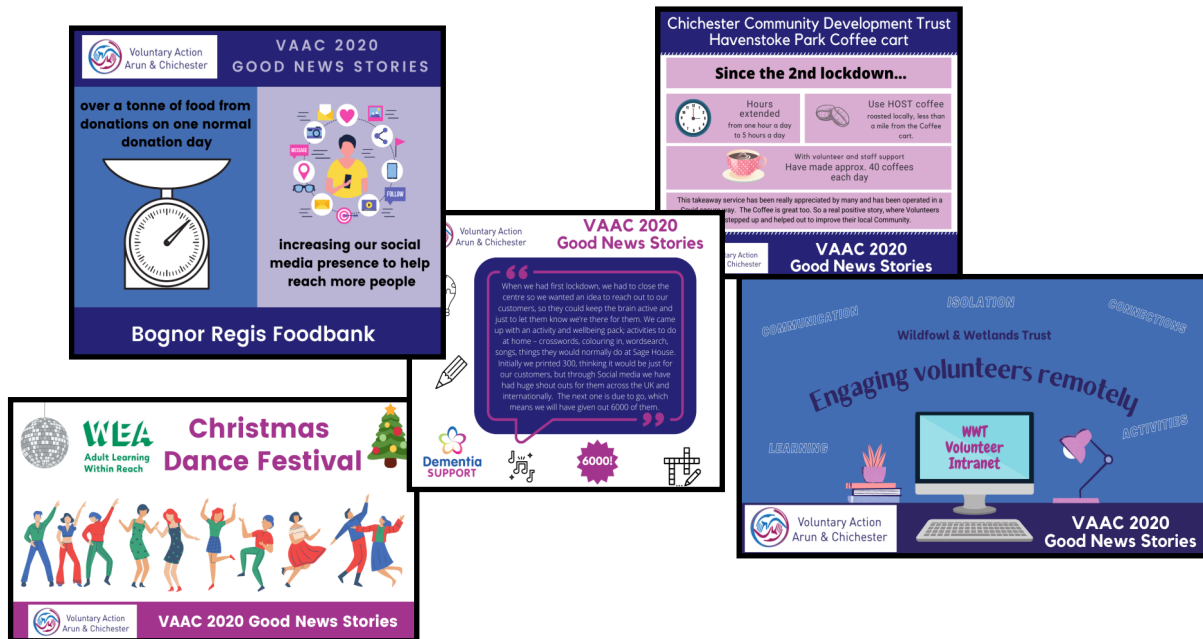 Voluntary Action
Arun & Chichester
VAAC 2020
GOOD NEWS STORIES
over a tonne of food from
donations on one normal
donation day
MESSAGE
FOLLOW
increasing our social
media presence to help
reach more people
Bognor Regis Foodbank
Chichester Community Development Trust
Havenstoke Park Coffee cart
Since the 2nd lockdown...
Hours
extended
from one hour a day
to 5 hours a day
Use HOST coffee
roasted locally, less than
a mile from the Coffee
cart.
With volunteer and staff support
Have made approx. 40 coffees
each day
This takeaway service has been really appreciated by many and has been operated in a
way. The Coffee is great too. So a real positive story, where Volunteers
stepped up and helped out to improve their local Community.
Chichester
VAAC 2020
Good News Stories
Voluntary Action
Arun & Chichester
VAAC 2020
Good News Stories
When we had first lockdown, we had to close the
centre so we wanted an idea to reach out to our
customers, so they could keep the brain active and
just to let them know we're there for them. We came
up with an activity and wellbeing pack; activities to do
at home – crosswords, colouring in, wordsearch,
songs, things they would normally do at Sage House.
Initially we printed 300, thinking it would be just for
our customers, but through Social media we have
had huge shout outs for them across the UK and
internationally. The next one is due to go, which
means we will have given out 6000 of them.
Dementia
SUPPORT
6000!
COMMUNICATION
ISOLATION
CONNECTIONS
Wildfowl & Wetlands Trust
Engaging volunteers remotely
LEARNING
ACTIVITIES
WWT
Volunteer
Intranet
Voluntary Action
Arun & Chichester
VAAC 2020
Good News Stories
WEA
Adult Learning
Within Reach
Christmas
Dance Festival
Voluntary Action
Arun & Chichester
VAAC 2020 Good News Stories